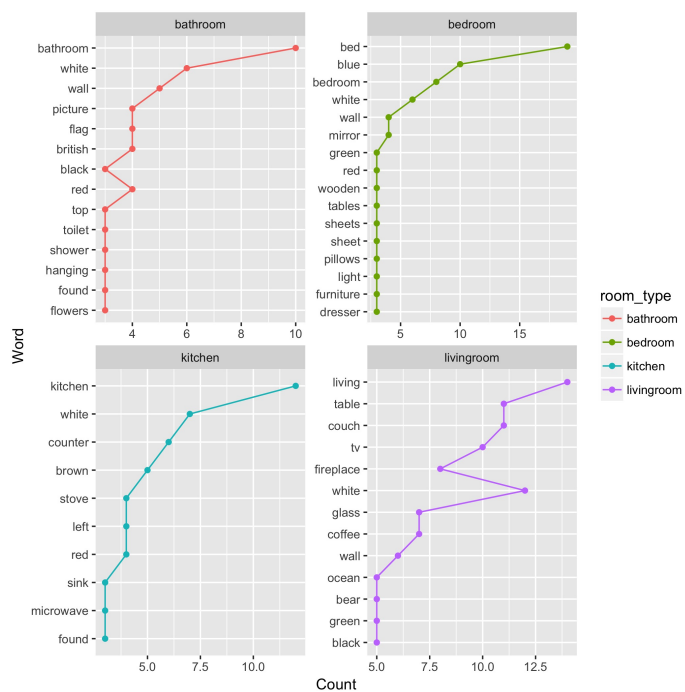 bathroom
bathroom
white
wall
picture
flag
british
black
red
top
toilet
shower
hanging
found
flowers
4 6 8 10
bedroom
bed
blue
bedroom
white
wall
mirror
green
red
wooden
tables
sheets
sheet
pillows
light
furniture
dresser
5 10 15
kitchen
kitchen
white
counter
brown
stove
left
red
sink
microwave
found
5.0 7.5 10.0
livingroom
living
table
couch
tv
fireplace
white
glass
coffee
wall
ocean
bear
green
black
5.0 7.5 10.0 12.5
Word
Count
room_type
bathroom
bedroom
kitchen
livingroom